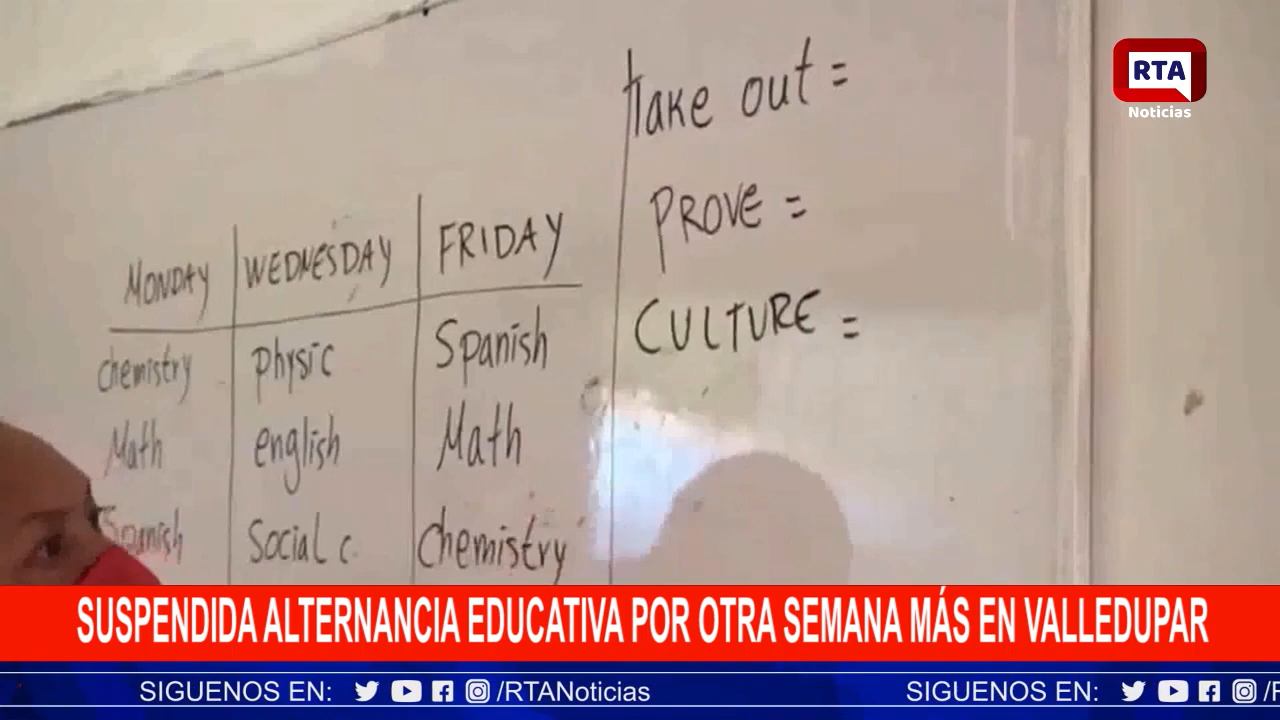 RTA
Noticias
Take out =
PROVE =
CULTURE =
MONDAY WEDNESDAY FRIDAY
chemistry physic Spanish
Math english Math
Spanish Social c. Chemistry
SUSPENDIDA ALTERNANCIA EDUCATIVA POR OTRA SEMANA MÁS EN VALLEDUPAR
SIGUENOS EN: /RTANoticias SIGUENOS EN: /R